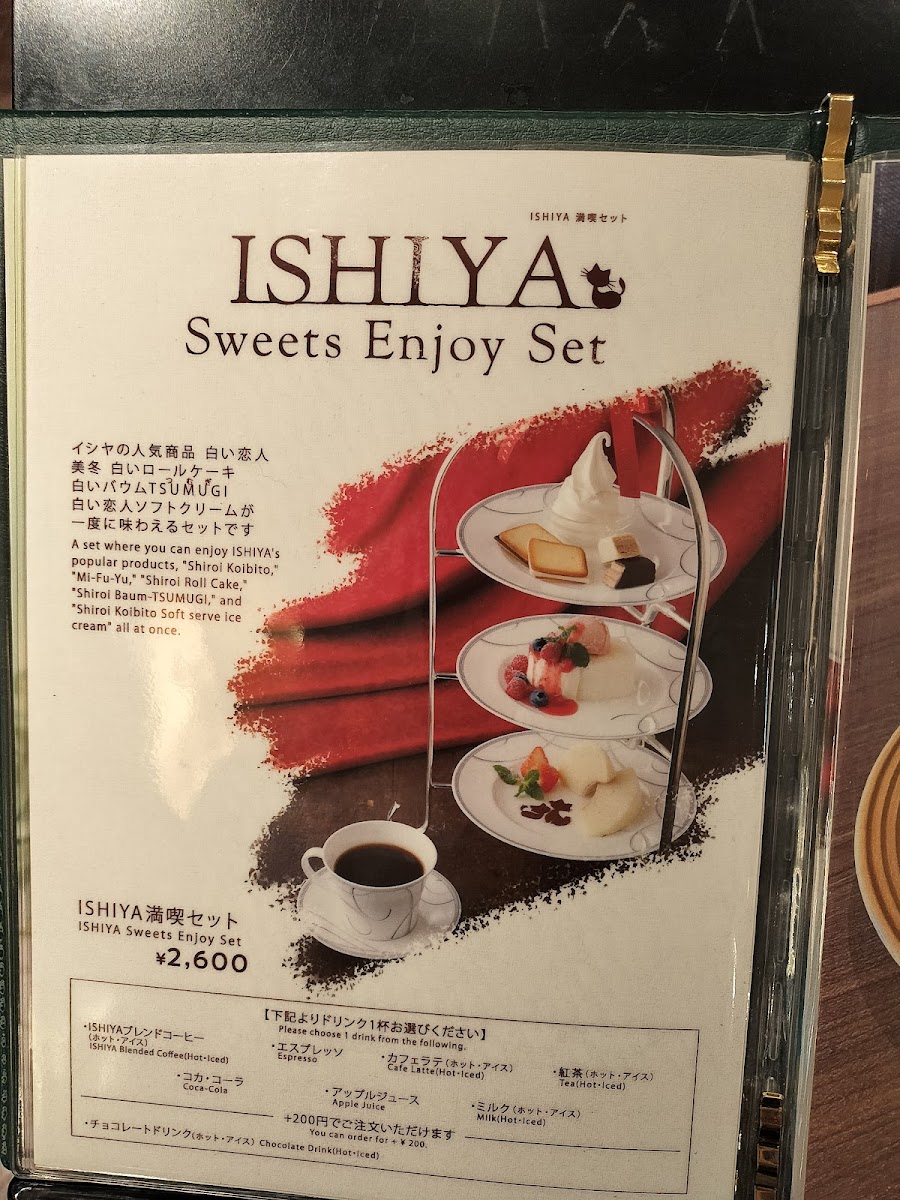 ISHIYA 満喫セット
ISHIYA
Sweets Enjoy Set
イシヤの人気商品 白い恋人
美冬 白いロールケーキ
つむぎ
白いバウムTSUMUGI
白い恋人ソフトクリームが
一度に味わえるセットです
A set where you can enjoy ISHIYA's
popular products, "Shiroi Koibito,"
"Mi-Fu-Yu," "Shiroi Roll Cake,"
"Shiroi Baum-TSUMUGI," and
"Shiroi Koibito Soft serve ice
cream" all at once.
ISHIYA満喫セット
ISHIYA Sweets Enjoy Set
¥2,600
【下記よりドリンク1杯お選びください】
Please choose 1 drink from the following.
・ISHIYAブレンドコーヒー
(ホット・アイス)
ISHIYA Blended Coffee(Hot・Iced)
・エスプレッソ
Espresso
・カフェラテ(ホット・アイス)
Cafe Latte(Hot・Iced)
・紅茶(ホット・アイス)
Tea(Hot・Iced)
・コカ・コーラ
Coca-Cola
・アップルジュース
Apple Juice
・ミルク(ホット・アイス)
Milk(Hot・Iced)
+200円でご注文いただけます
You can order for +¥200.
・チョコレートドリンク(ホット・アイス) Chocolate Drink(Hot・Iced)